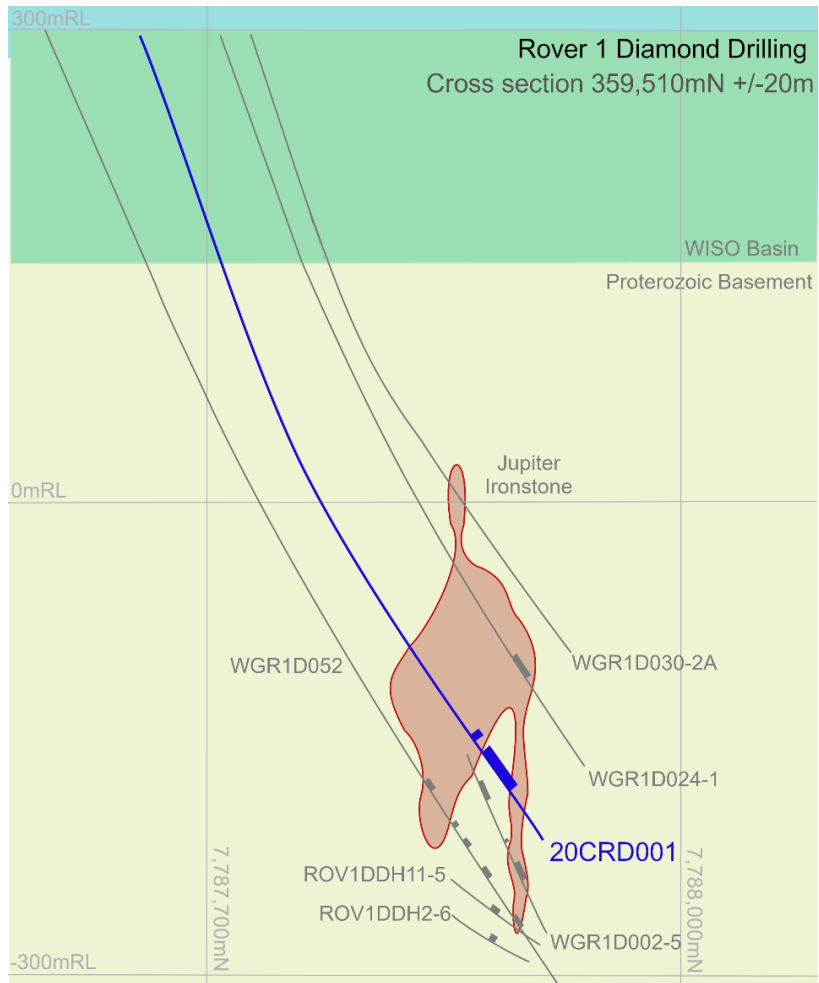 300mRL
Rover 1 Diamond Drilling
Cross section 359,510mN +/-20m
WISO Basin
Proterozoic Basement
Jupiter
Ironstone
0mRL
WGR1D052
WGR1D030-2A
WGR1D024-1
20CRD001
7,787,700mN
7,788,000mN
ROV1DDH11-5
ROV1DDH2-6
WGR1D002-5
-300mRL